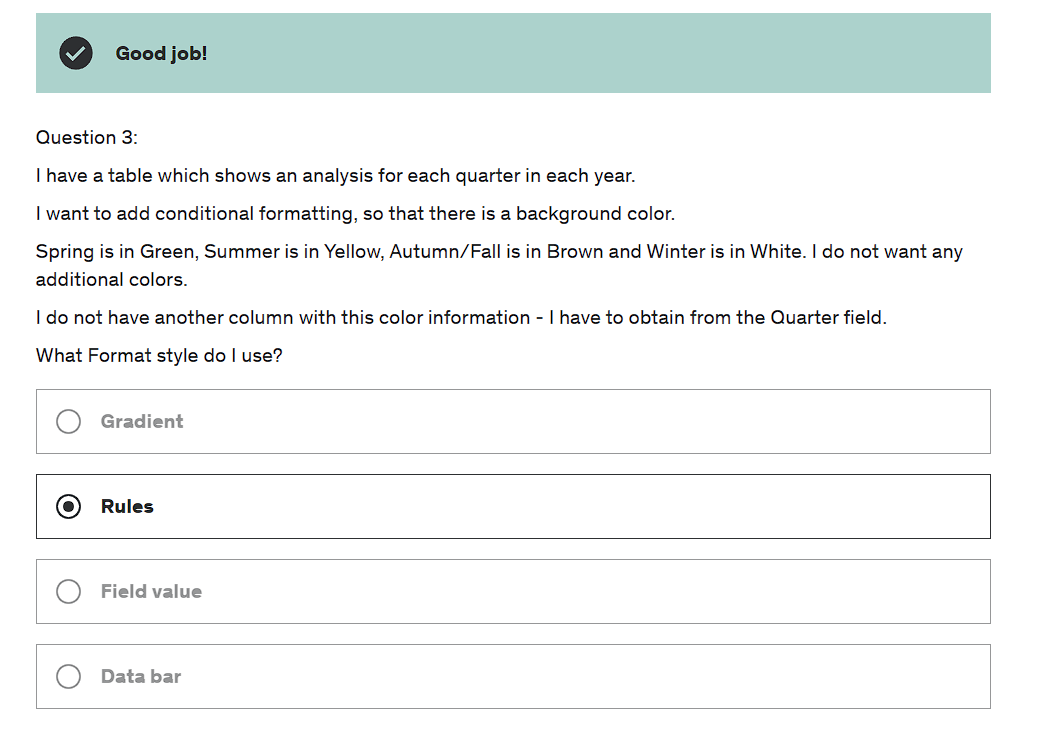 Good job!
Question 3:
I have a table which shows an analysis for each quarter in each year.
I want to add conditional formatting, so that there is a background color.
Spring is in Green, Summer is in Yellow, Autumn/Fall is in Brown and Winter is in White. I do not want any
additional colors.
I do not have another column with this color information - I have to obtain from the Quarter field.
What Format style do I use?
Gradient
Rules
Field value
Data bar